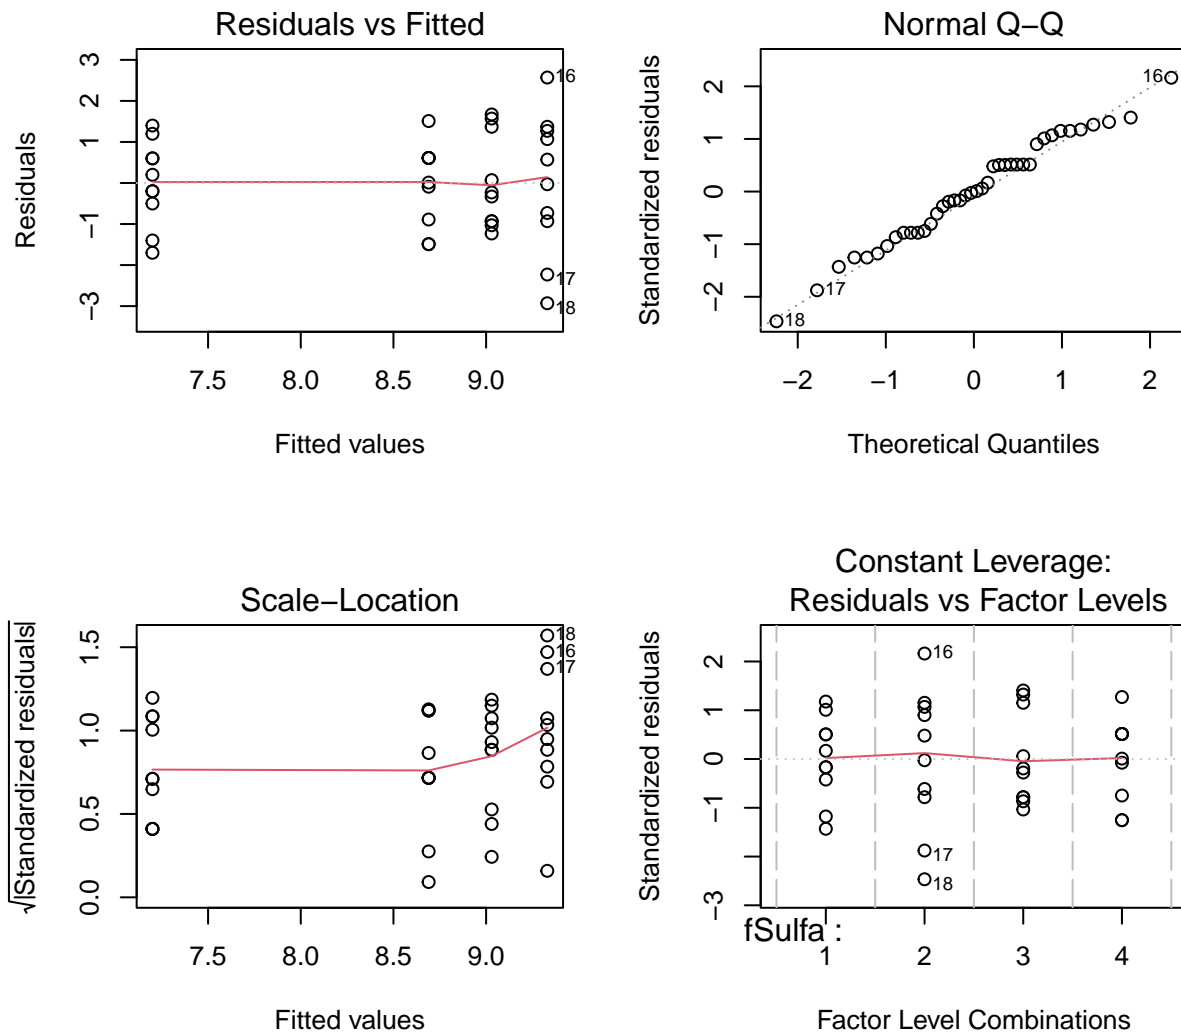 Residuals vs Fitted
Residuals
−3
−1
1
2
3
7.5 8.0 8.5 9.0
Fitted values
16
17
18
Normal Q−Q
Standardized residuals
−2
−1
0
1
2
−2 −1 0 1 2
Theoretical Quantiles
16
17
18
Scale−Location
√|Standardized residuals|
0.0
0.5
1.0
1.5
7.5 8.0 8.5 9.0
Fitted values
18
16
17
Constant Leverage:
Residuals vs Factor Levels
Standardized residuals
−3
−1
0
1
2
16
17
18
fSulfa :
1 2 3 4
Factor Level Combinations